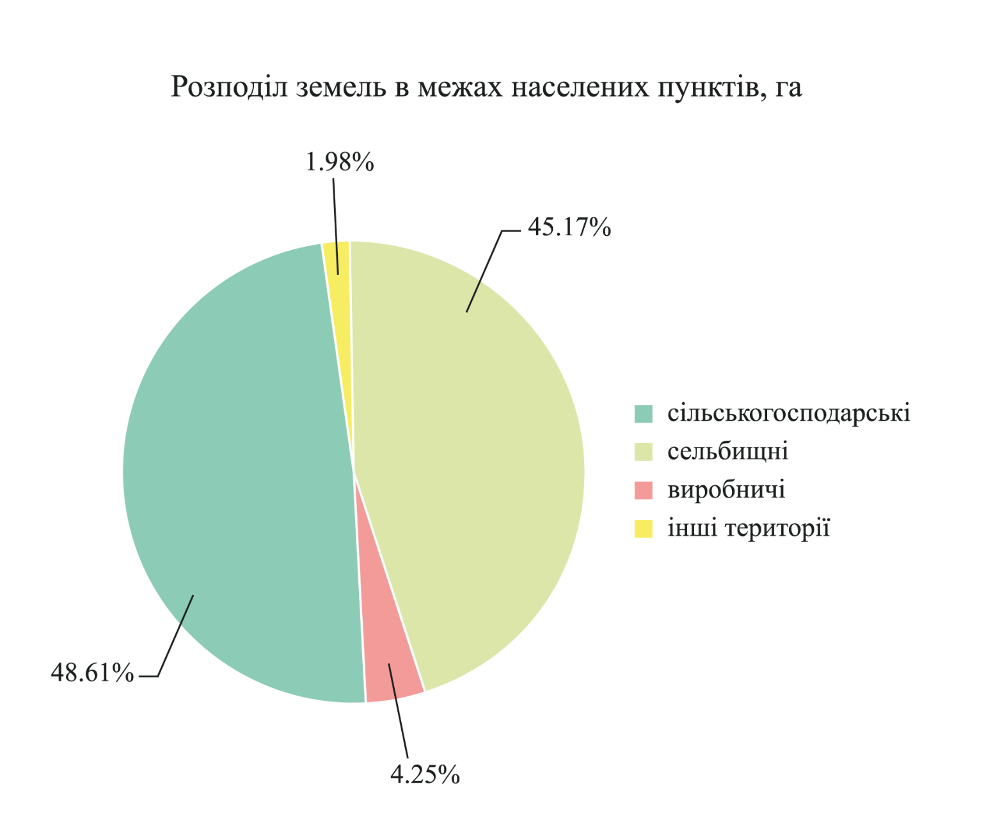 Розподіл земель в межах населених пунктів, га
1.98%
45.17%
сільськогосподарські
сельбищні
виробничі
інші території
48.61%
4.25%